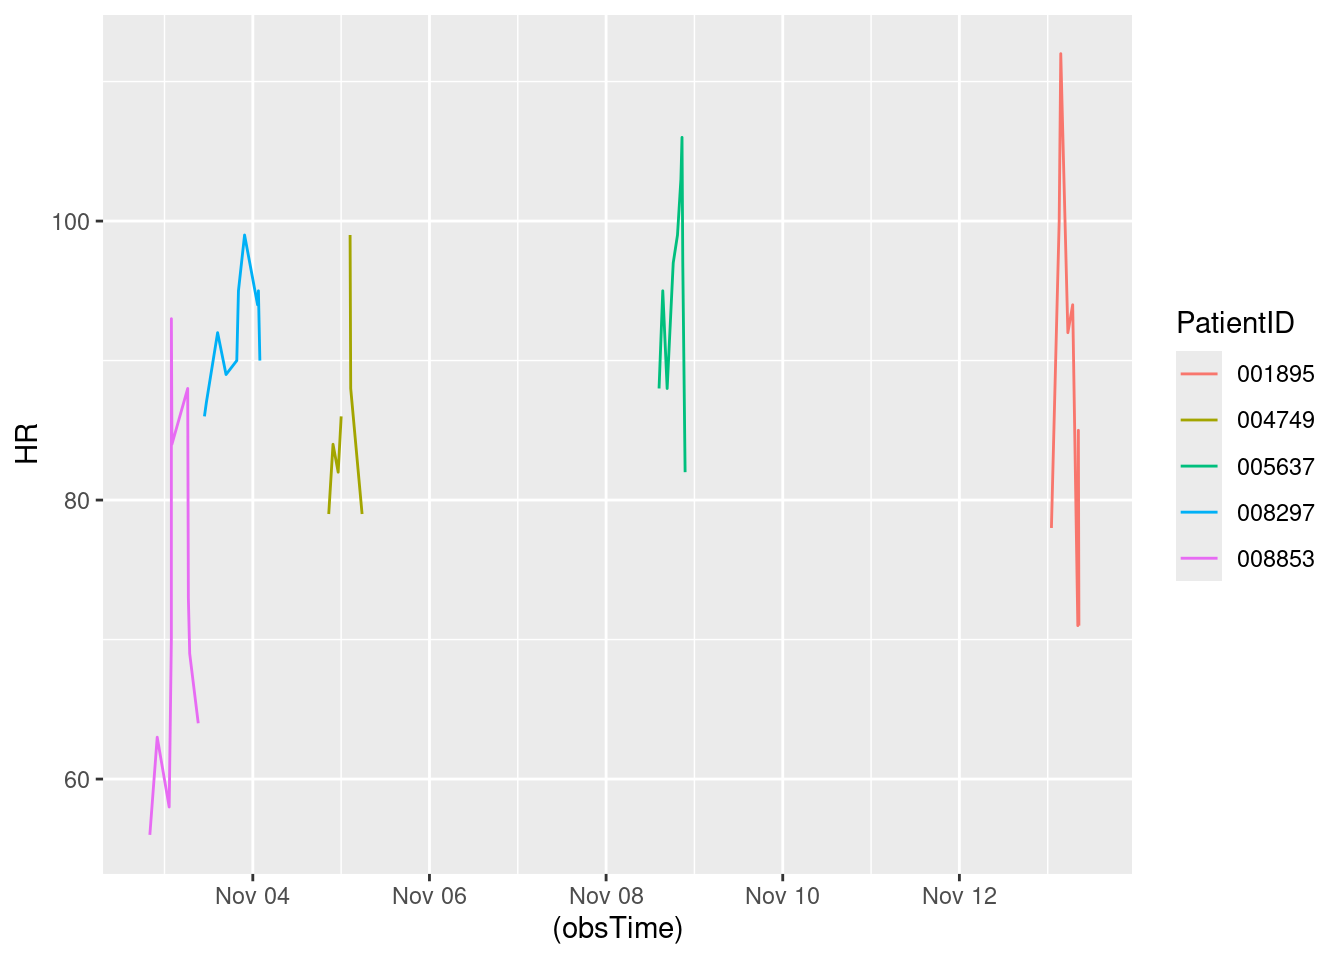 100
80
60
HR
Nov 04
Nov 06
Nov 08
Nov 10
Nov 12
(obsTime)
PatientID
001895
004749
005637
008297
008853